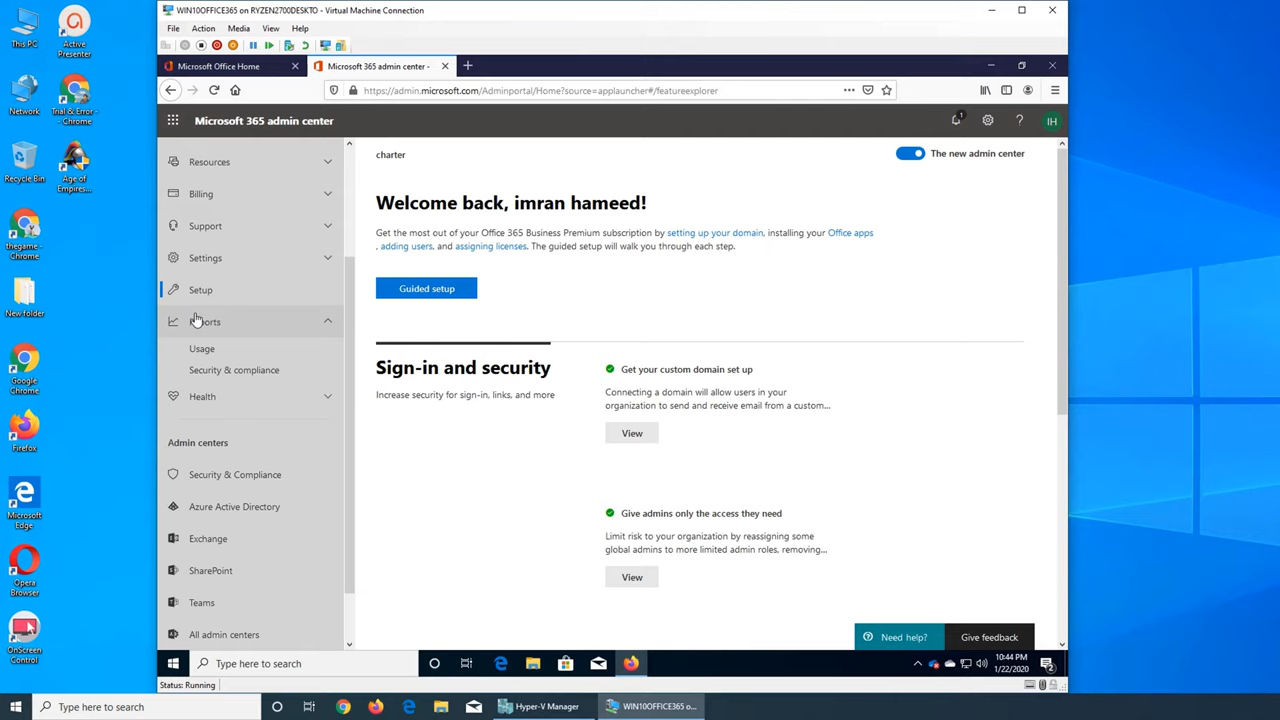 WIN10OFFICE365 on RYZEN2700DESKTO - Virtual Machine Connection
File Action Media View Help
Microsoft Office Home
Microsoft 365 admin center -
https://admin.microsoft.com/Adminportal/Home?source=applauncher#/featureexplorer
Microsoft 365 admin center
1
IH
Resources
Billing
Support
Settings
Setup
Reports
Usage
Security & compliance
Health
Admin centers
Security & Compliance
Azure Active Directory
Exchange
SharePoint
Teams
All admin centers
charter
The new admin center
Welcome back, imran hameed!
Get the most out of your Office 365 Business Premium subscription by setting up your domain, installing your Office apps
, adding users, and assigning licenses. The guided setup will walk you through each step.
Guided setup
Sign-in and security
Increase security for sign-in, links, and more
Get your custom domain set up
Connecting a domain will allow users in your
organization to send and receive email from a custom...
View
Give admins only the access they need
Limit risk to your organization by reassigning some
global admins to more limited admin roles, removing...
View
Need help?
Give feedback
Type here to search
10:44 PM
1/22/2020
2
Status: Running
This PC
Active
Presenter
Network
Trial & Error -
Chrome
Recycle Bin
Age of
Empires...
thegame -
Chrome
New folder
Google
Chrome
Firefox
Microsoft
Edge
Opera
Browser
OnScreen
Control
Type here to search
Hyper-V Manager
WIN10OFFICE365 o...